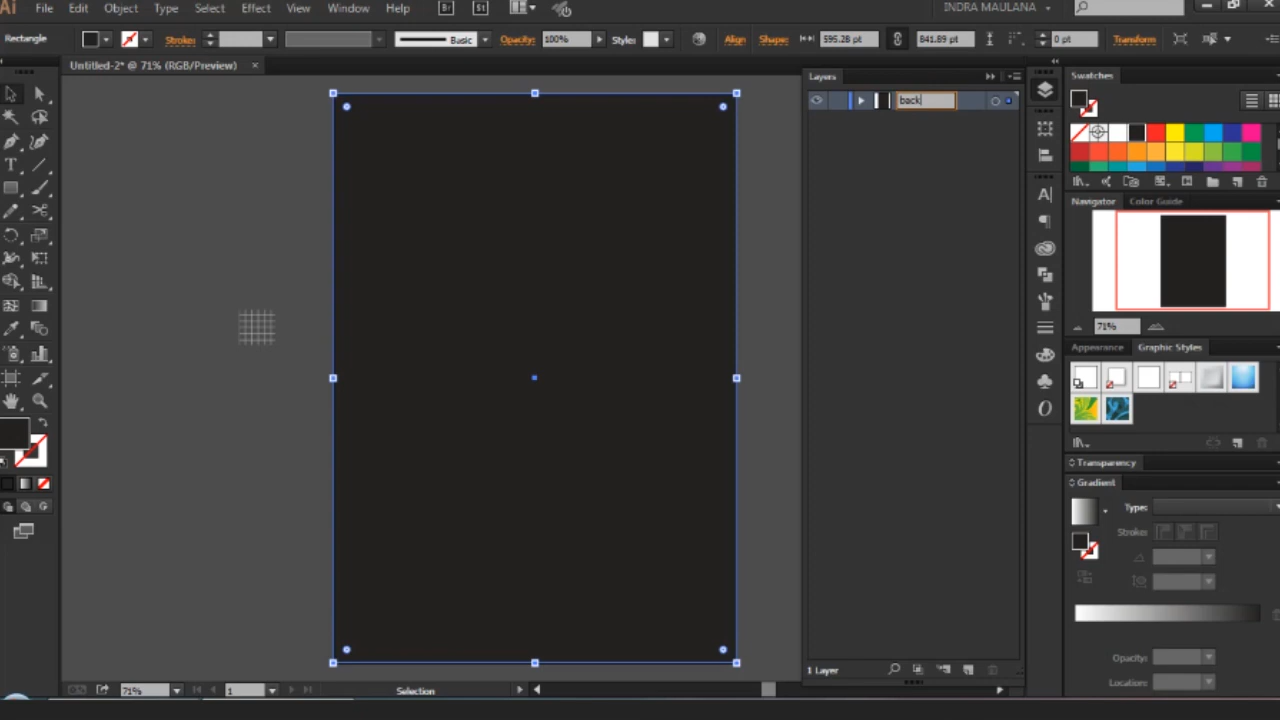 Ai File Edit Object Type Select Effect View Window Help Br St INDRA MAULANA
Rectangle Stroke: Basic Opacity: 100% Style: Align Shape: 595.28 pt 841.89 pt 0 pt Transform
Untitled-2* @ 71% (RGB/Preview) ×
Layers
back
1 Layer
Swatches
Navigator Color Guide
71%
Appearance Graphic Styles
Transparency
Gradient
Type:
Stroke:
Opacity:
Location:
71% 1 Selection